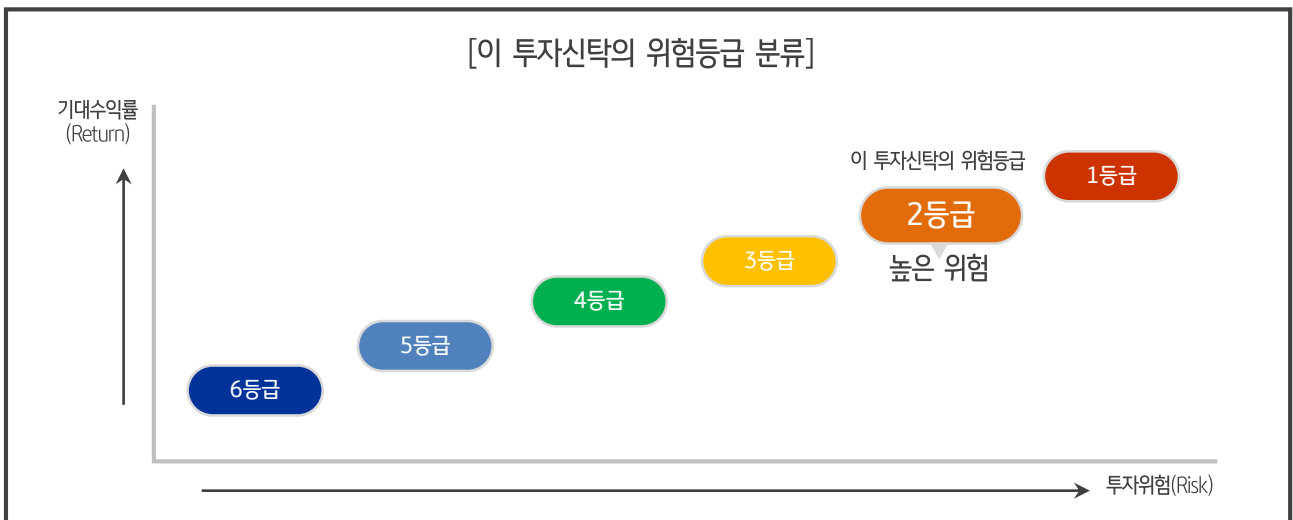 [이 투자신탁의 위험등급 분류]
기대수익률
(Return)
이 투자신탁의 위험등급
1등급
2등급
높은 위험
3등급
4등급
5등급
6등급
투자위험(Risk)